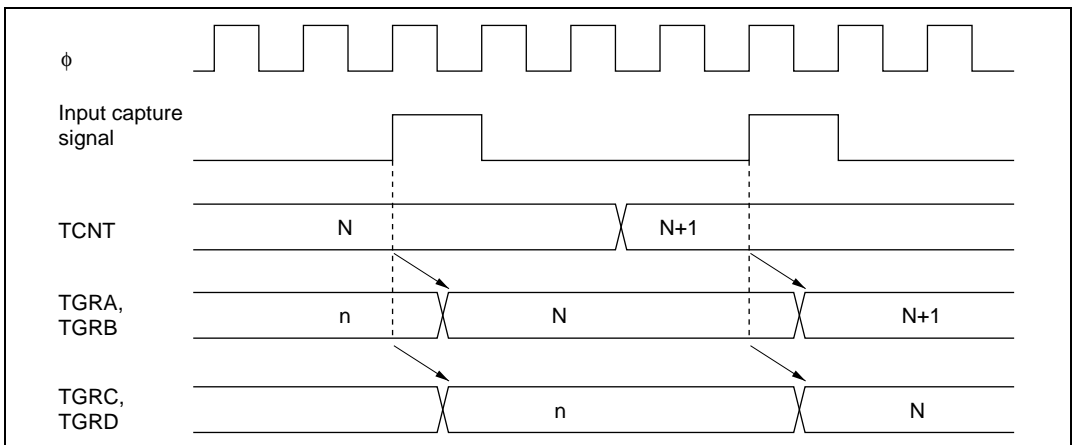 ϕ
Input capture
signal
TCNT N N+1
TGRA,
TGRB n N N+1
TGRC,
TGRD n N